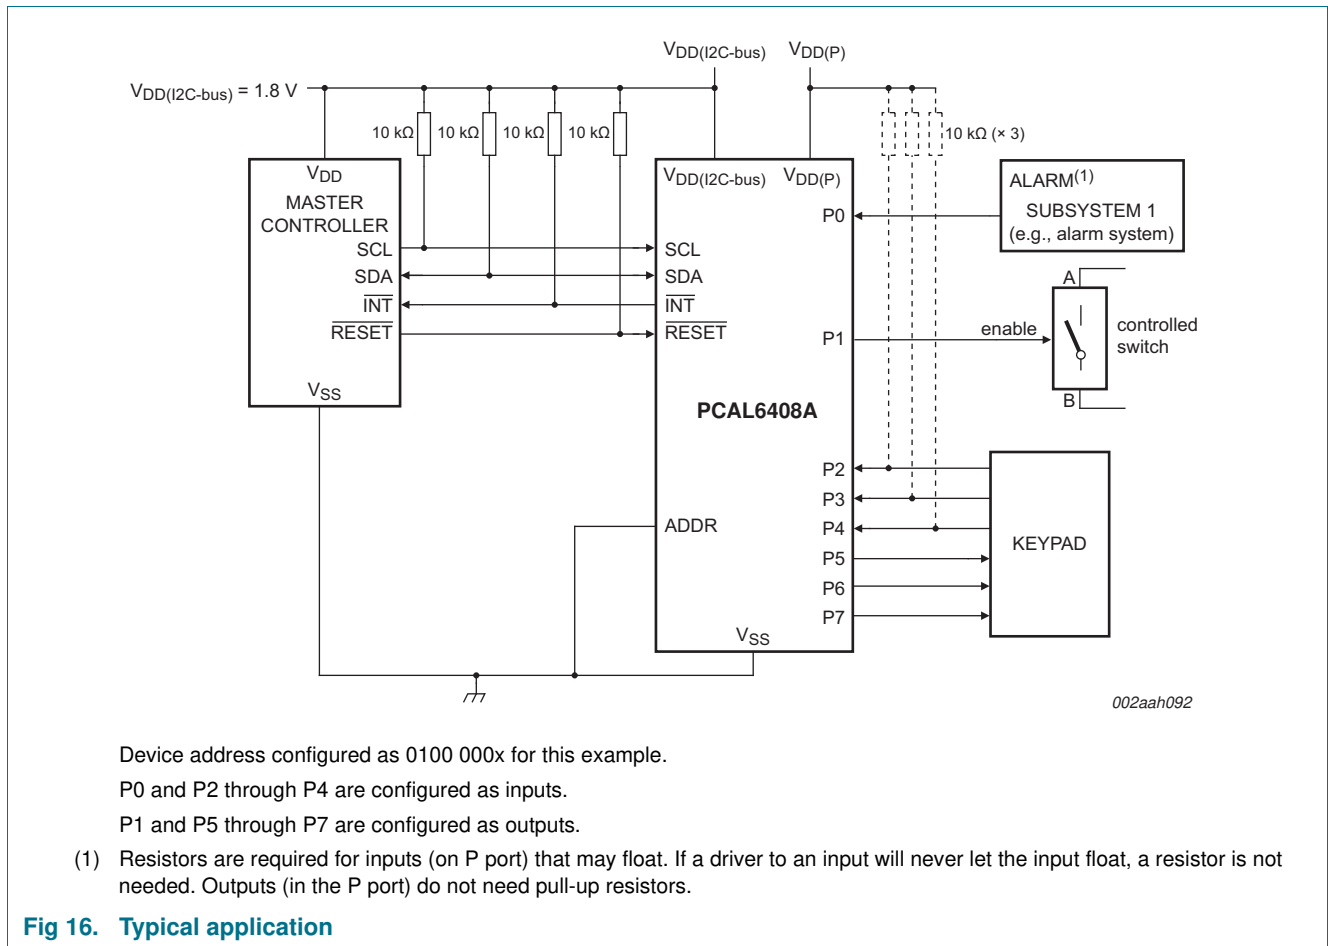 VDD(I2C-bus) VDD(P)
VDD(I2C-bus) = 1.8 V
10 kΩ 10 kΩ 10 kΩ 10 kΩ 10 kΩ (× 3)
VDD
MASTER
CONTROLLER
SCL
SDA
INT
RESET
VSS
VDD(I2C-bus) VDD(P)
SCL
SDA
INT
RESET
PCAL6408A
ADDR
VSS
P0
P1
P2
P3
P4
P5
P6
P7
ALARM(1)
SUBSYSTEM 1
(e.g., alarm system)
A
enable
controlled
switch
B
KEYPAD
002aah092
Device address configured as 0100 000x for this example.
P0 and P2 through P4 are configured as inputs.
P1 and P5 through P7 are configured as outputs.
(1) Resistors are required for inputs (on P port) that may float. If a driver to an input will never let the input float, a resistor is not
needed. Outputs (in the P port) do not need pull-up resistors.
Fig 16. Typical application